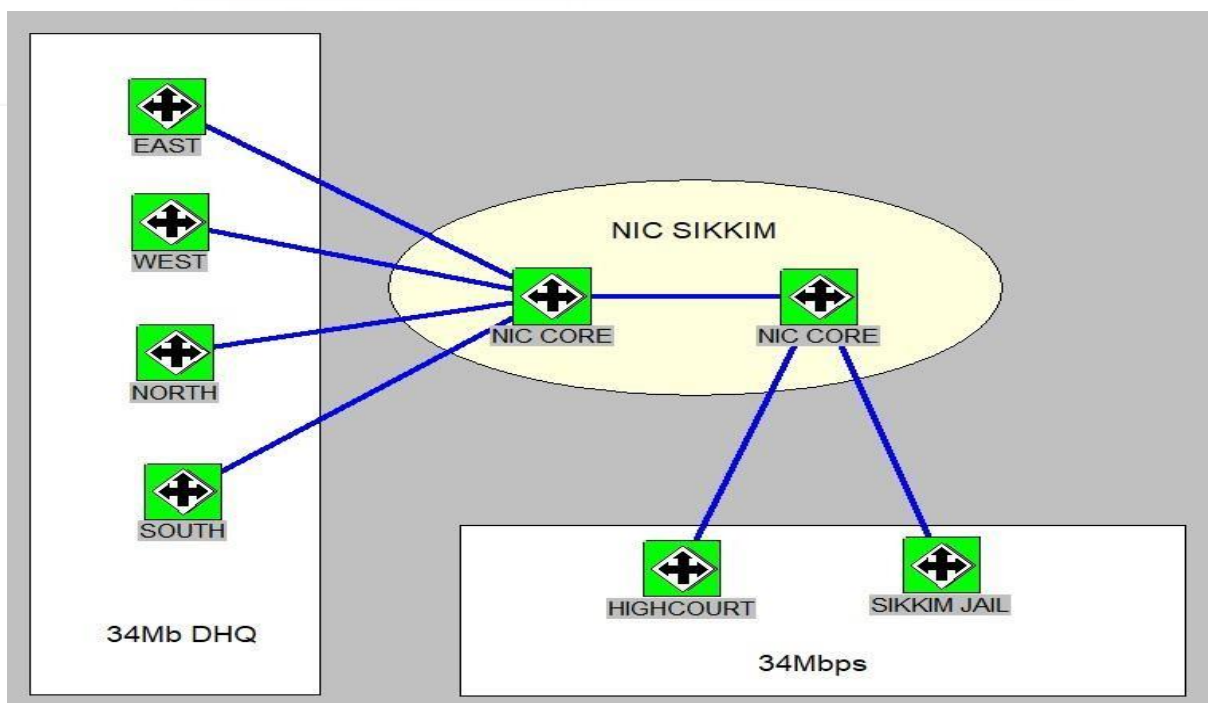 EAST
WEST
NORTH
SOUTH
34Mb DHQ
NIC SIKKIM
NIC CORE
NIC CORE
HIGHCOURT
SIKKIM JAIL
34Mbps